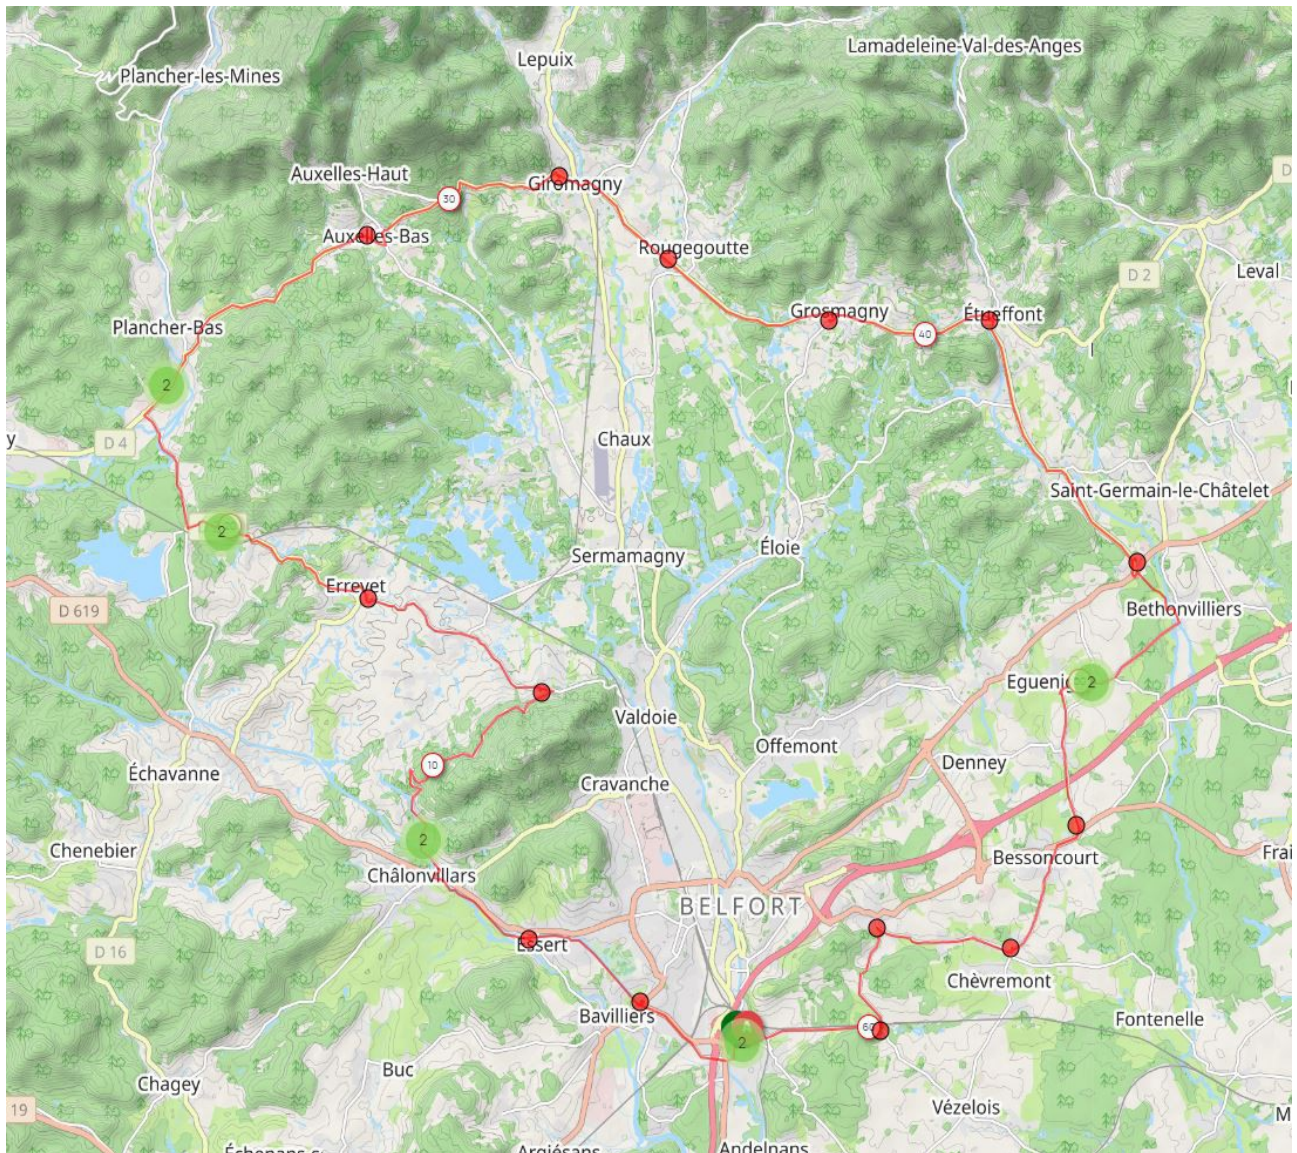 Lamadeleine-Val-des-Anges
Lepuix
Plancher-les-Mines
Auxelles-Haut
Giromagny
30
D
Auxelles-Bas
Rougegoutte
Leval
D 2
Plancher-Bas
Grosmagny
Étueffont
40
2
y
D 4
Chaux
Saint-Germain-le-Châtelet
2
Éloie
Sermamagny
Errevet
D 619
Bethonvilliers
2
Valdoie
Offemont
10
Échavanne
Denney
Cravanche
2
Chenebier
Bessoncourt
Frai
Châlonvillars
BELFORT
D 16
Essert
Chèvremont
Bavilliers
60
Fontenelle
2
Buc
Chagey
19
Vézelois
M
Andelnans